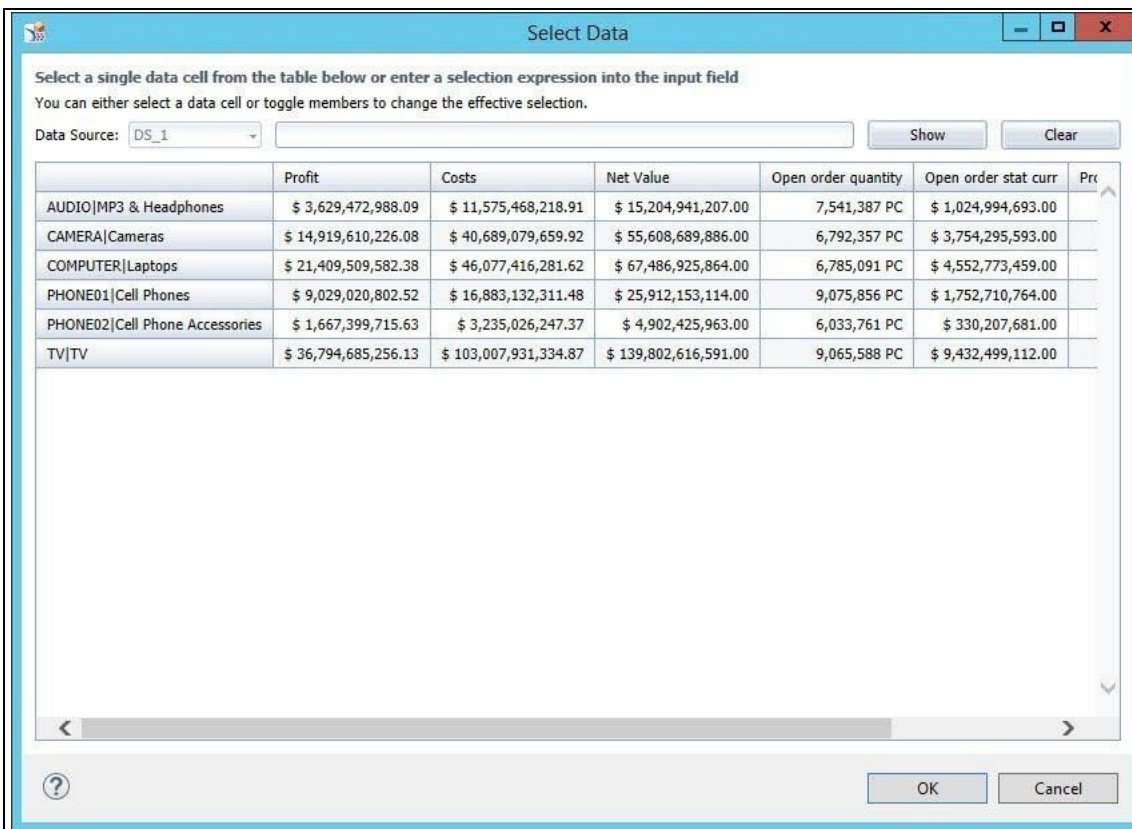 Select Data
Select a single data cell from the table below or enter a selection expression into the input field
You can either select a data cell or toggle members to change the effective selection.
Data Source: DS_1 Show Clear
Profit Costs Net Value Open order quantity Open order stat curr Prc
AUDIO|MP3 & Headphones $ 3,629,472,988.09 $ 11,575,468,218.91 $ 15,204,941,207.00 7,541,387 PC $ 1,024,994,693.00
CAMERA|Cameras $ 14,919,610,226.08 $ 40,689,079,659.92 $ 55,608,689,886.00 6,792,357 PC $ 3,754,295,593.00
COMPUTER|Laptops $ 21,409,509,582.38 $ 46,077,416,281.62 $ 67,486,925,864.00 6,785,091 PC $ 4,552,773,459.00
PHONE01|Cell Phones $ 9,029,020,802.52 $ 16,883,132,311.48 $ 25,912,153,114.00 9,075,856 PC $ 1,752,710,764.00
PHONE02|Cell Phone Accessories $ 1,667,399,715.63 $ 3,235,026,247.37 $ 4,902,425,963.00 6,033,761 PC $ 330,207,681.00
TV|TV $ 36,794,685,256.13 $ 103,007,931,334.87 $ 139,802,616,591.00 9,065,588 PC $ 9,432,499,112.00
? OK Cancel